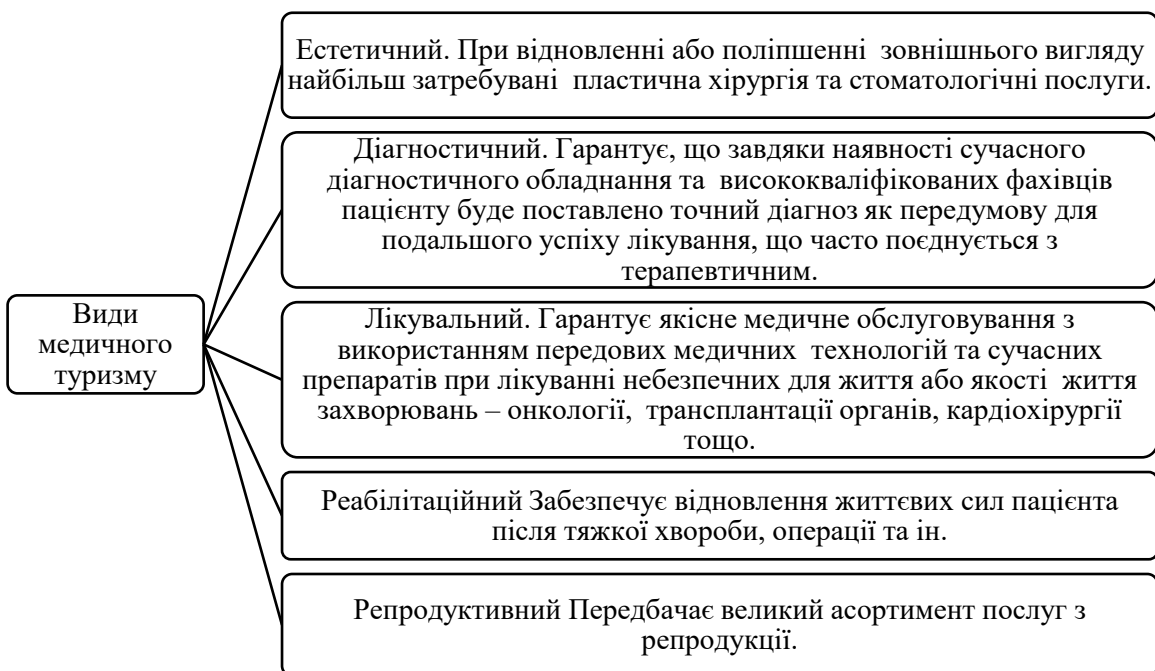 Естетичний. При відновленні або поліпшенні зовнішнього вигляду
найбільш затребувані пластична хірургія та стоматологічні послуги.
Діагностичний. Гарантує, що завдяки наявності сучасного
діагностичного обладнання та висококваліфікованих фахівців
пацієнту буде поставлено точний діагноз як передумову для
подальшого успіху лікування, що часто поєднується з
терапевтичним.
Види
медичного
туризму
Лікувальний. Гарантує якісне медичне обслуговування з
використанням передових медичних технологій та сучасних
препаратів при лікуванні небезпечних для життя або якості життя
захворювань – онкології, трансплантації органів, кардіохірургії
тощо.
Реабілітаційний Забезпечує відновлення життєвих сил пацієнта
після тяжкої хвороби, операції та ін.
Репродуктивний Передбачає великий асортимент послуг з
репродукції.